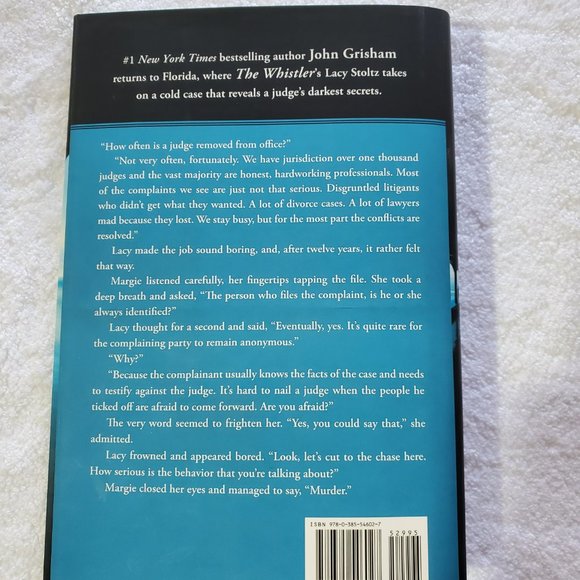 #1 New York Times bestselling author John Grisham
returns to Florida, where The Whistler's Lacy Stoltz takes
on a cold case that reveals a judge's darkest secrets.
“How often is a judge removed from office?”
“Not very often, fortunately. We have jurisdiction over one thousand
judges and the vast majority are honest, hardworking professionals. Most
of the complaints we see are just not that serious. Disgruntled litigants
who didn't get what they wanted. A lot of divorce cases. A lot of lawyers
mad because they lost. We stay busy, but for the most part the conflicts are
resolved.”
Lacy made the job sound boring, and, after twelve years, it rather felt
that way.
Margie listened carefully, her fingertips tapping the file. She took a
deep breath and asked, “The person who files the complaint, is he or she
always identified?”
Lacy thought for a second and said, “Eventually, yes. It's quite rare for
the complaining party to remain anonymous.”
“Why?”
“Because the complainant usually knows the facts of the case and needs
to testify against the judge. It's hard to nail a judge when the people he
ticked off are afraid to come forward. Are you afraid?”
The very word seemed to frighten her. “Yes, you could say that,” she
admitted.
Lacy frowned and appeared bored. “Look, let's cut to the chase here.
How serious is the behavior that you're talking about?”
Margie closed her eyes and managed to say, “Murder.”
ISBN 978-0-385-54602-7
52995